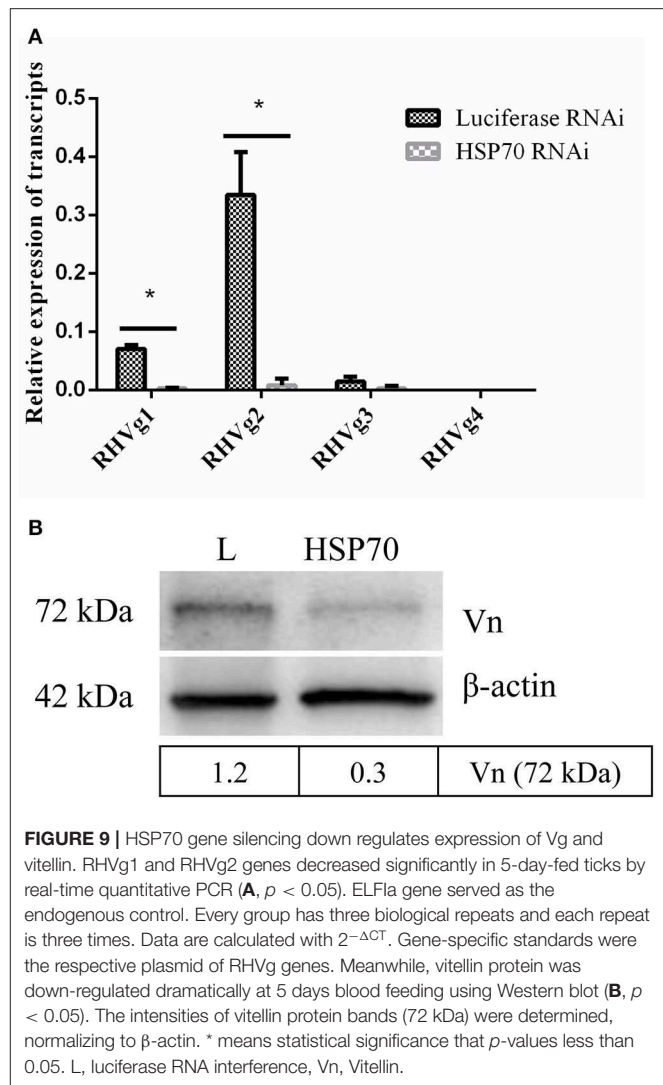 A
Relative expression of transcripts
0.5
0.4
0.3
0.2
0.1
0.0
*
*
Luciferase RNAi
HSP70 RNAi
RHVg1
RHVg2
RHVg3
RHVg4
B
L HSP70
72 kDa
Vn
42 kDa
β-actin
1.2 0.3 Vn (72 kDa)
FIGURE 9 | HSP70 gene silencing down regulates expression of Vg and
vitellin. RHVg1 and RHVg2 genes decreased significantly in 5-day-fed ticks by
real-time quantitative PCR (A, p < 0.05). ELFIa gene served as the
endogenous control. Every group has three biological repeats and each repeat
is three times. Data are calculated with 2−ΔCT. Gene-specific standards were
the respective plasmid of RHVg genes. Meanwhile, vitellin protein was
down-regulated dramatically at 5 days blood feeding using Western blot (B, p
< 0.05). The intensities of vitellin protein bands (72 kDa) were determined,
normalizing to β-actin. * means statistical significance that p-values less than
0.05. L, luciferase RNA interference, Vn, Vitellin.